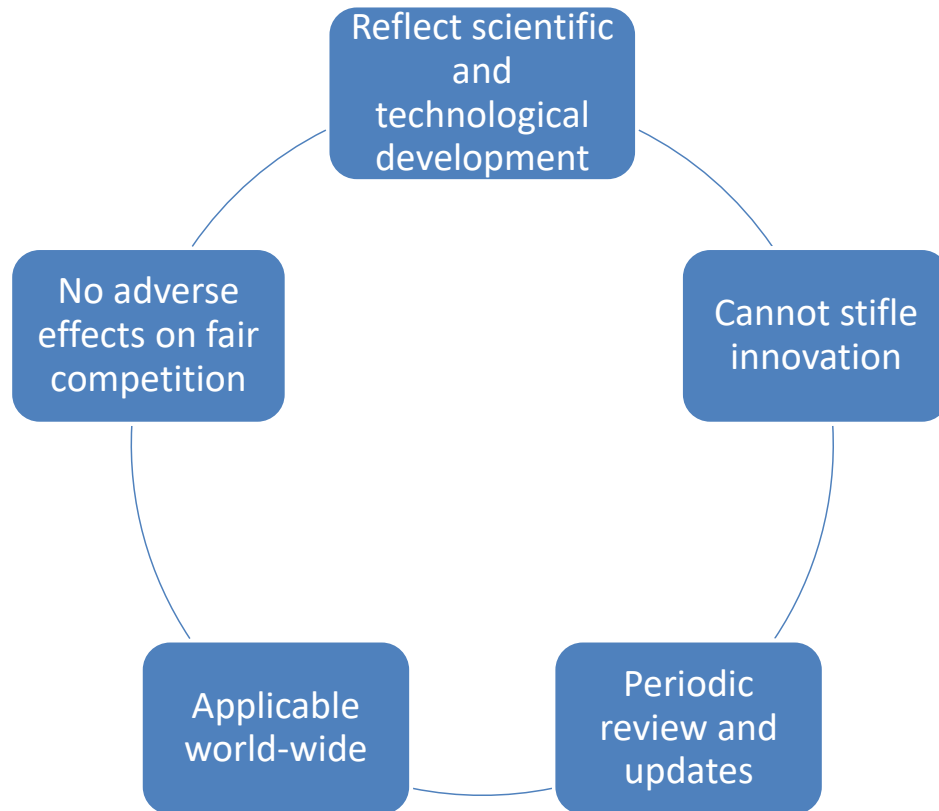 Reflect scientific
and
technological
development
No adverse
effects on fair
competition
Cannot stifle
innovation
Applicable
world-wide
Periodic
review and
updates